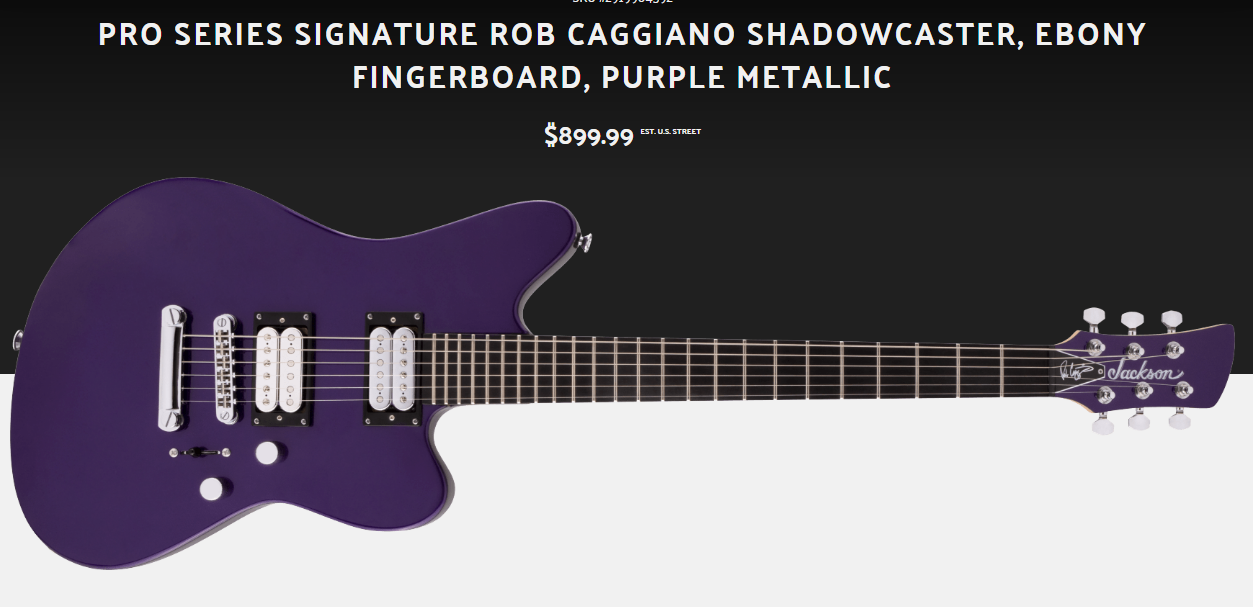 PRO SERIES SIGNATURE ROB CAGGIANO SHADOWCASTER, EBONY
FINGERBOARD, PURPLE METALLIC
$899.99 EST. U.S. STREET
Jackson